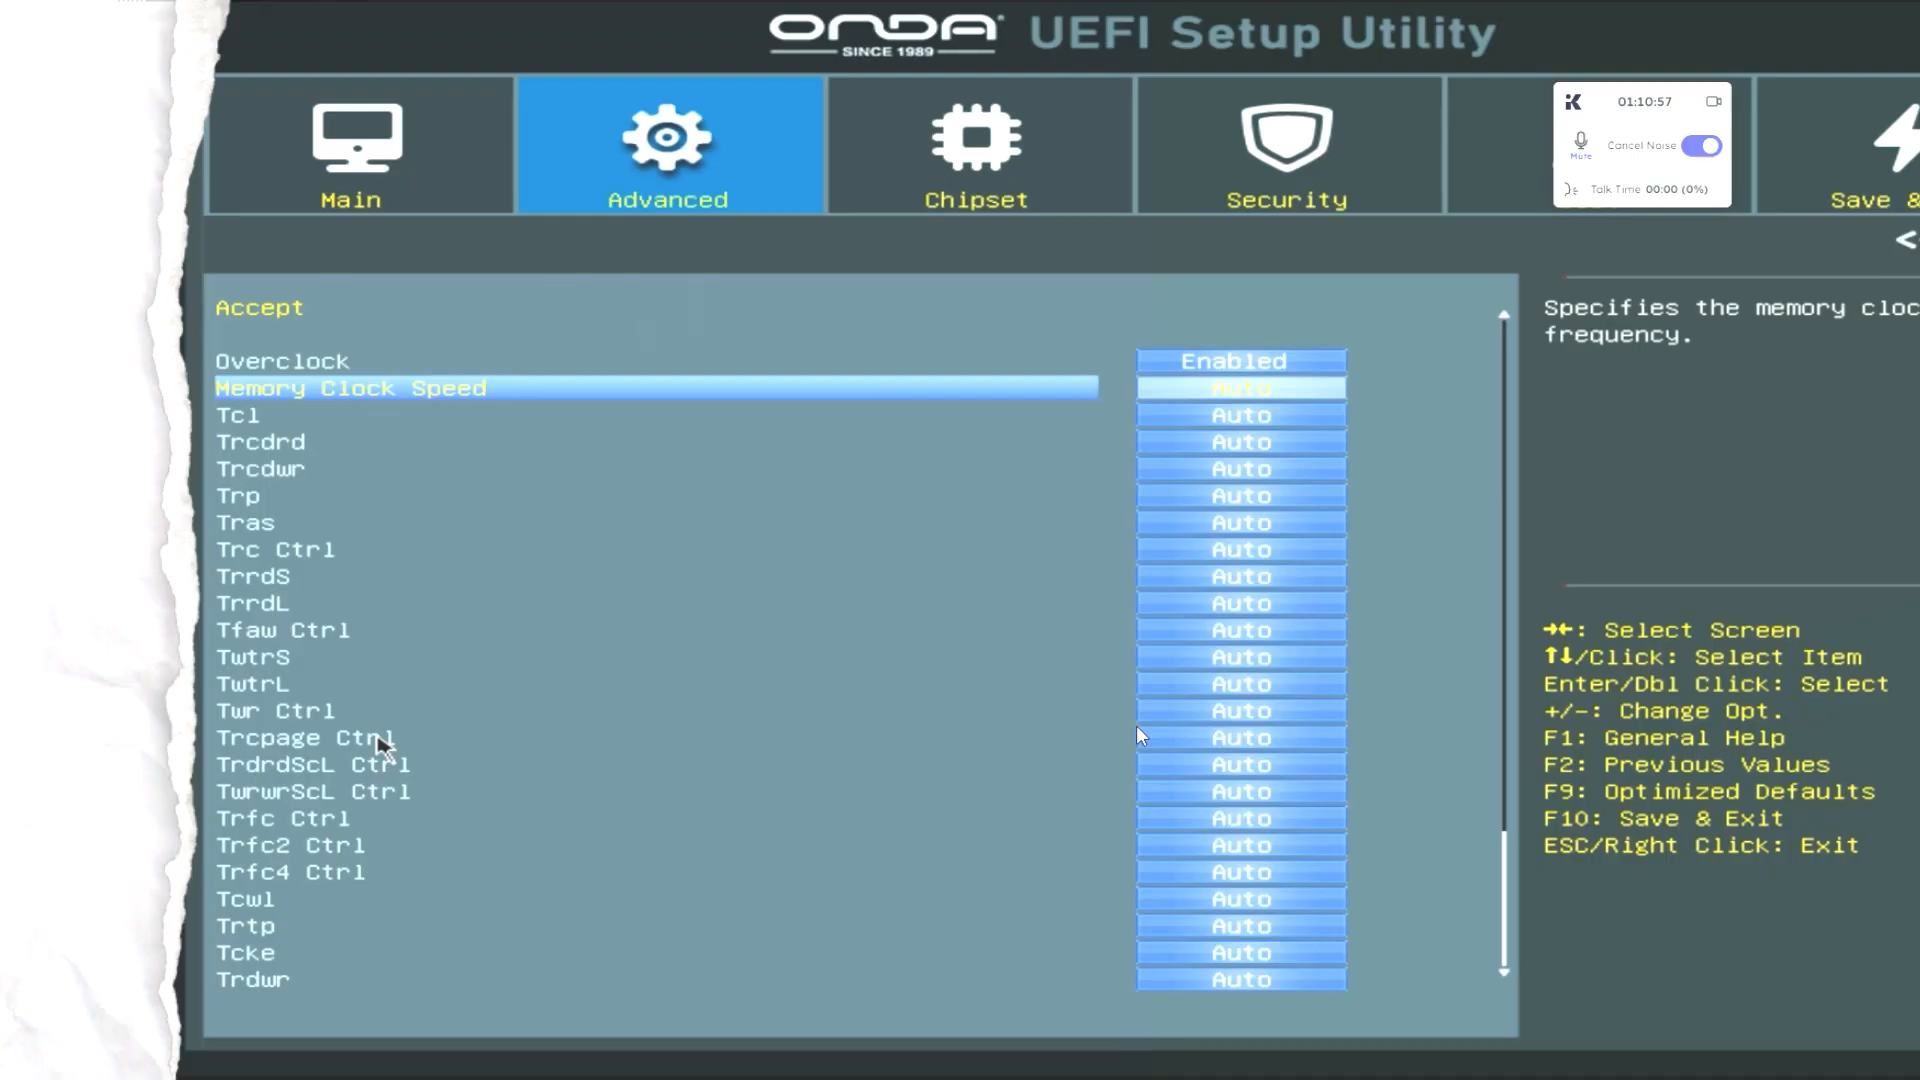 ONDA UEFI Setup Utility
SINCE 1989
Main
Advanced
Chipset
Security
Save &
01:10:57
Mute
Cancel Noise
Talk Time 00:00 (0%)
<
Accept
Overclock Enabled
Memory Clock Speed Auto
Tcl Auto
Trcdrd Auto
Trcdwr Auto
Trp Auto
Tras Auto
Trc Ctrl Auto
TrrdS Auto
TrrdL Auto
Tfaw Ctrl Auto
TwtrS Auto
TwtrL Auto
Twr Ctrl Auto
Trcpage Ctrl Auto
TrdrdScL Ctrl Auto
TwrwrScL Ctrl Auto
Trfc Ctrl Auto
Trfc2 Ctrl Auto
Trfc4 Ctrl Auto
Tcwl Auto
Trtp Auto
Tcke Auto
Trdwr Auto
Specifies the memory cloc
frequency.
→←: Select Screen
↑↓/Click: Select Item
Enter/Dbl Click: Select
+/-: Change Opt.
F1: General Help
F2: Previous Values
F9: Optimized Defaults
F10: Save & Exit
ESC/Right Click: Exit